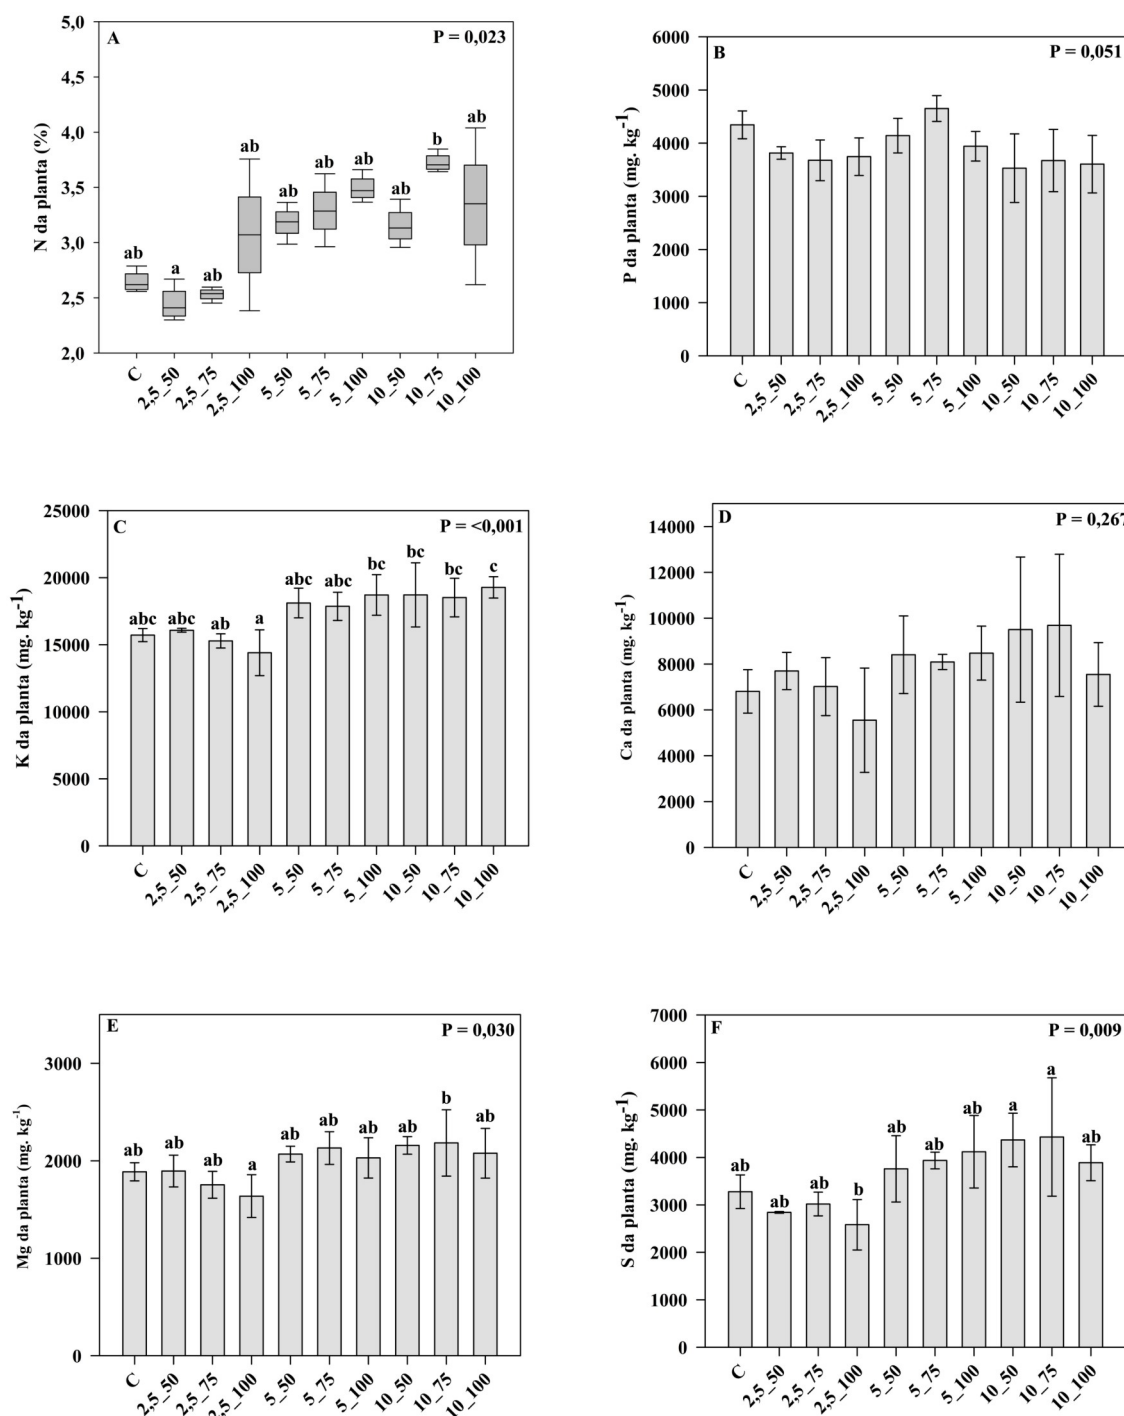 A
P = 0,023
N da planta (%)
5,0
4,5
4,0
3,5
3,0
2,5
2,0
ab
a
ab
ab
ab
ab
ab
ab
b
ab
C
2,5_50
2,5_75
2,5_100
5_50
5_75
5_100
10_50
10_75
10_100
B
P = 0,051
P da planta (mg. kg-1)
6000
5000
4000
3000
2000
1000
0
C
2,5_50
2,5_75
2,5_100
5_50
5_75
5_100
10_50
10_75
10_100
C
P = <0,001
K da planta (mg. kg-1)
25000
20000
15000
10000
5000
0
abc
abc
ab
a
abc
abc
bc
bc
bc
c
C
2,5_50
2,5_75
2,5_100
5_50
5_75
5_100
10_50
10_75
10_100
D
P = 0,267
Ca da planta (mg. kg-1)
14000
12000
10000
8000
6000
4000
2000
0
C
2,5_50
2,5_75
2,5_100
5_50
5_75
5_100
10_50
10_75
10_100
E
P = 0,030
Mg da planta (mg. kg-1)
3000
2000
1000
0
ab
ab
ab
a
ab
ab
ab
ab
b
ab
C
2,5_50
2,5_75
2,5_100
5_50
5_75
5_100
10_50
10_75
10_100
F
P = 0,009
S da planta (mg. kg-1)
7000
6000
5000
4000
3000
2000
1000
0
ab
ab
ab
b
ab
ab
ab
a
a
ab
C
2,5_50
2,5_75
2,5_100
5_50
5_75
5_100
10_50
10_75
10_100